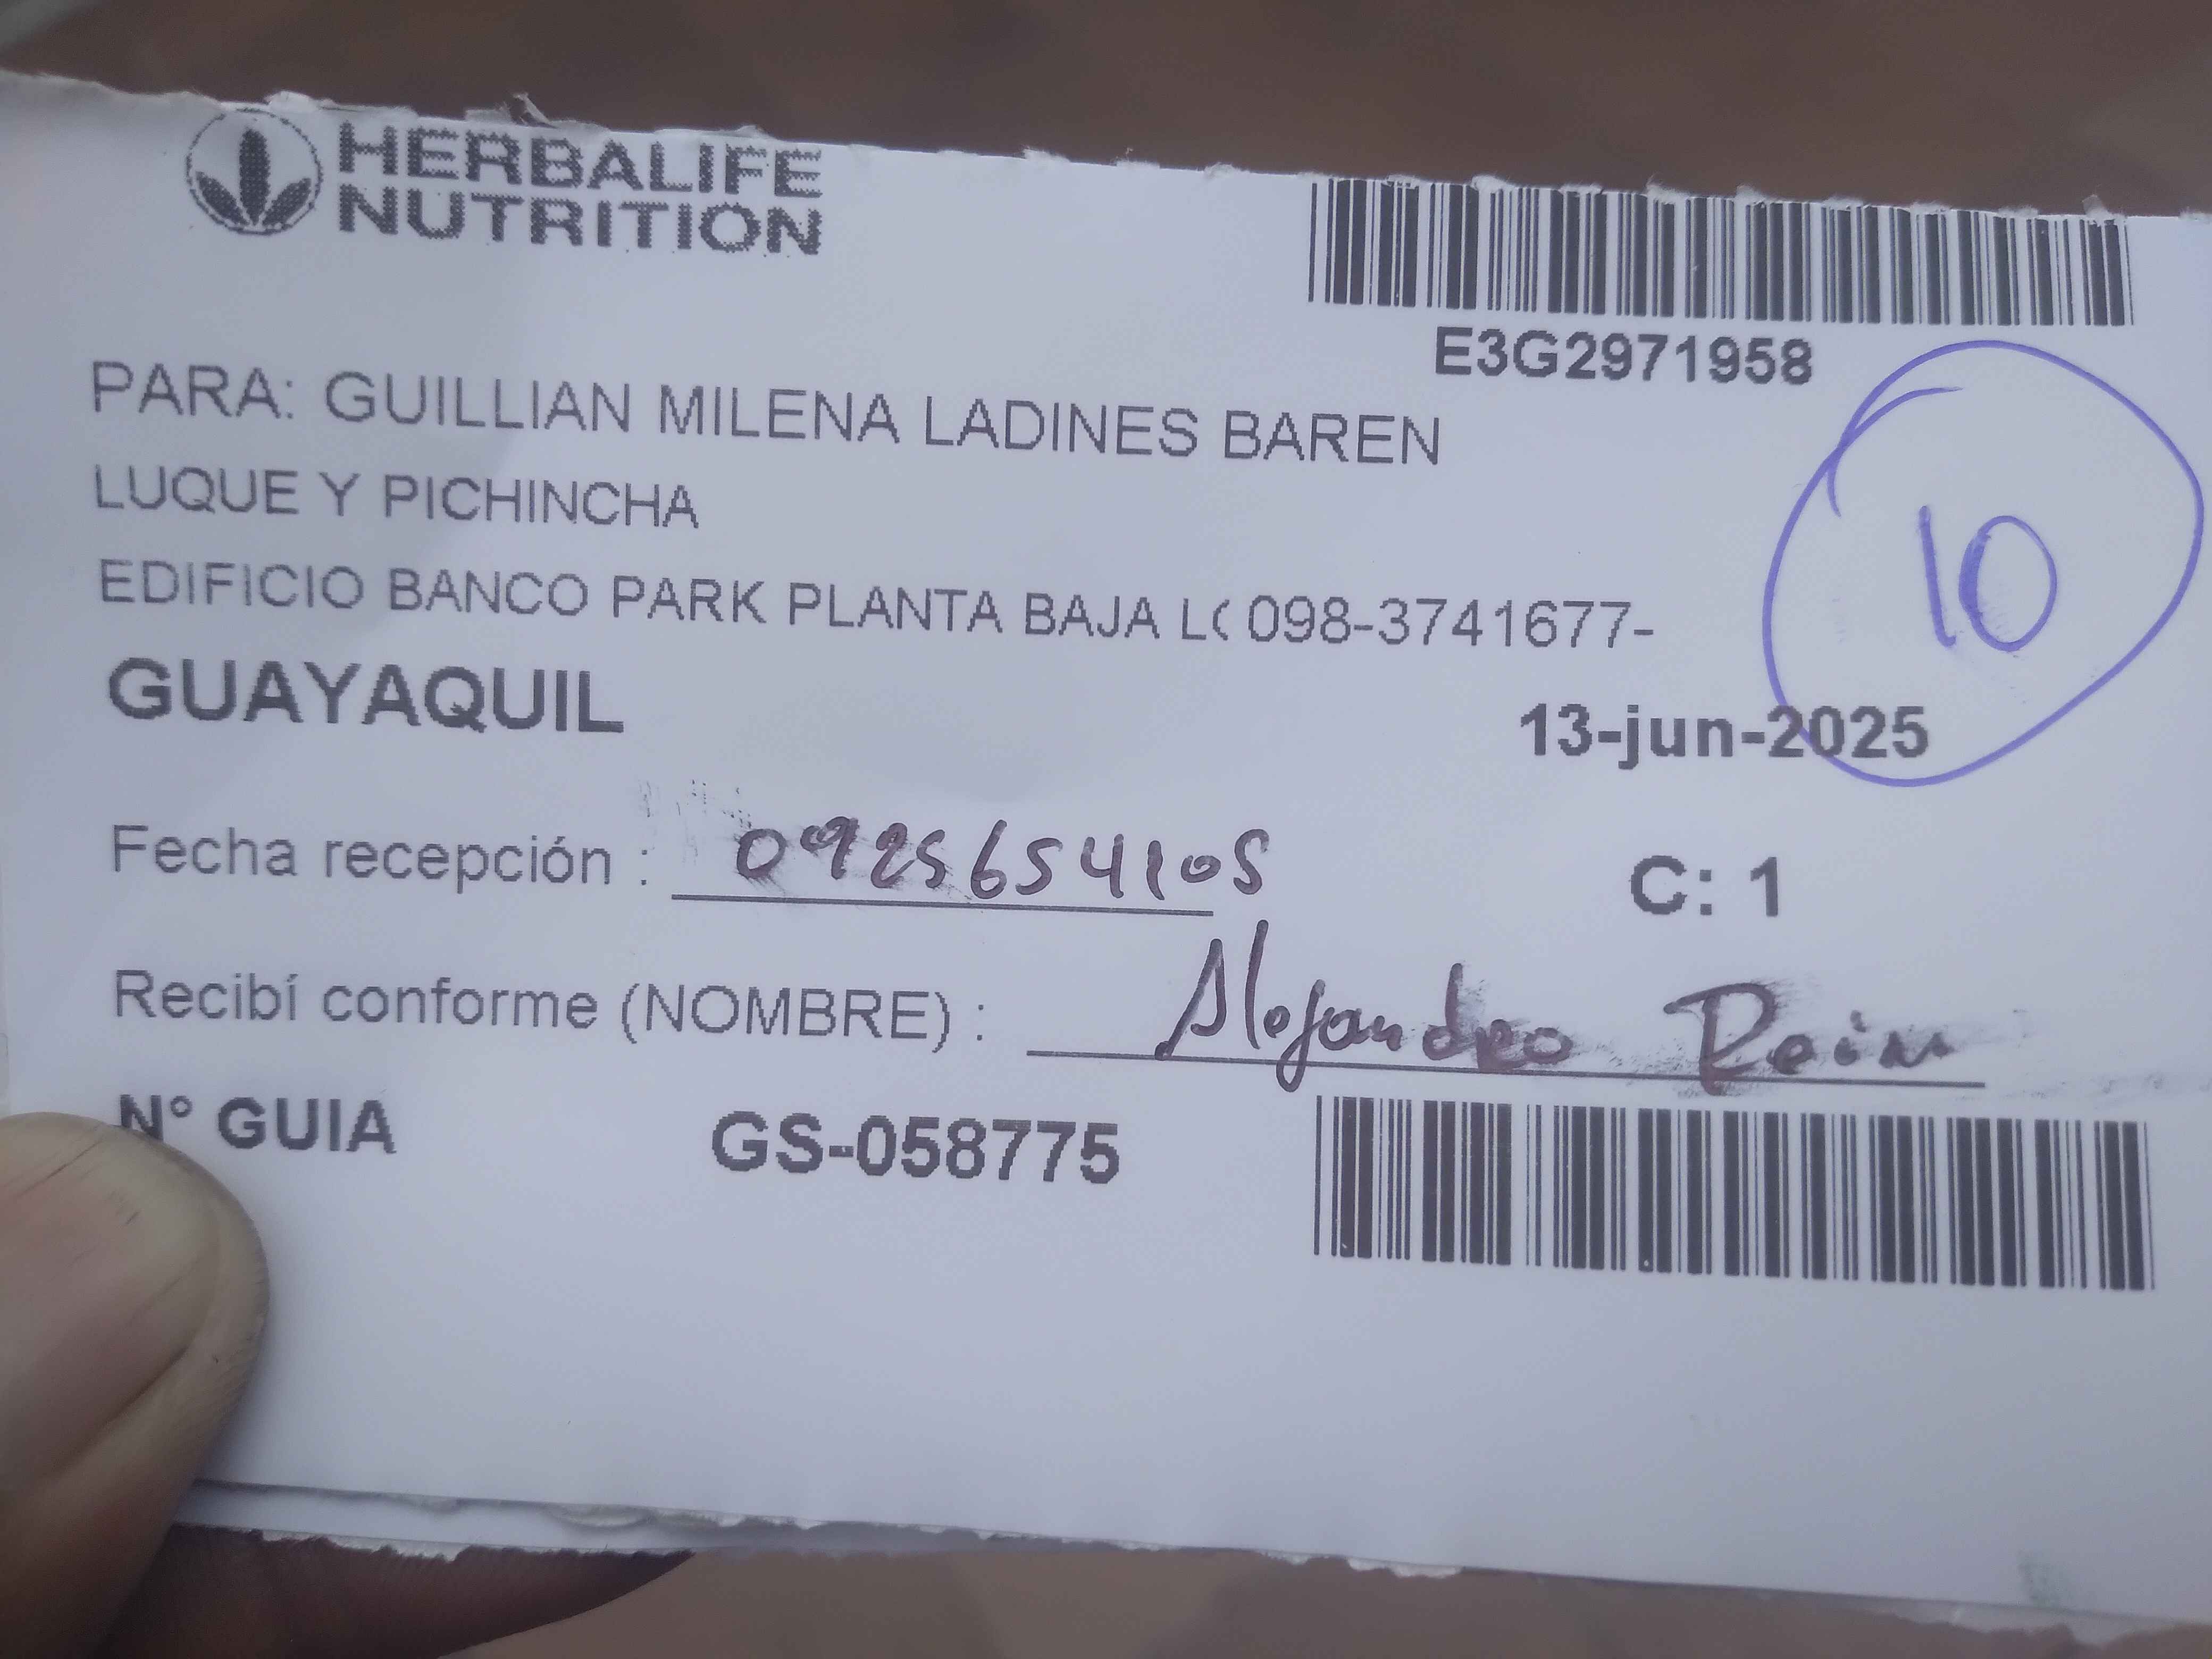 HERBALIFE
NUTRITION
E3G2971958
PARA: GUILLIAN MILENA LADINES BAREN
LUQUE Y PICHINCHA
EDIFICIO BANCO PARK PLANTA BAJA L 098-3741677-
10
GUAYAQUIL
13-jun-2025
Fecha recepción : 0925654105
C: 1
Recibí conforme (NOMBRE) : Alejandro
N° GUIA GS-058775